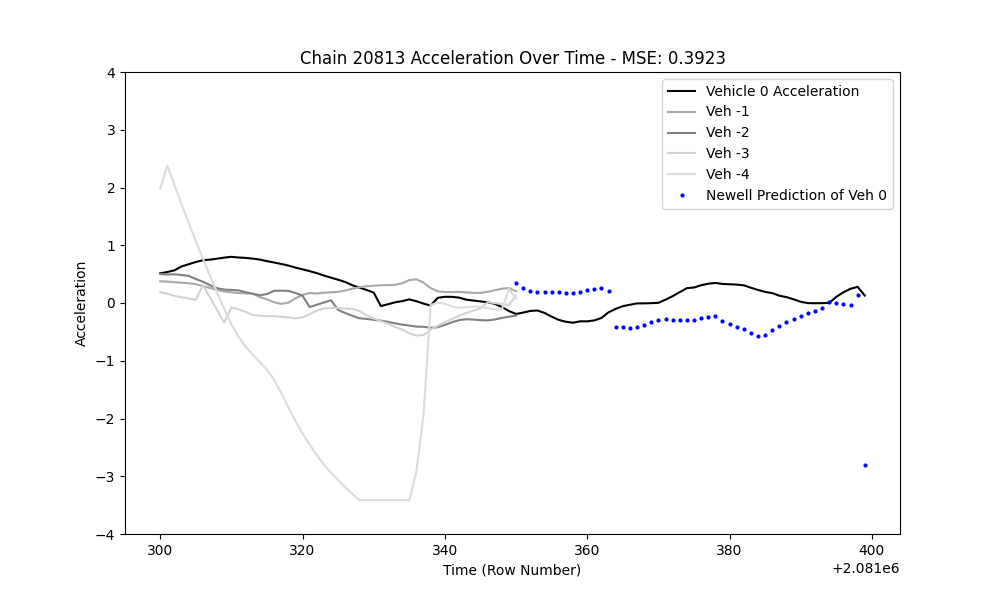 Chain 20813 Acceleration Over Time - MSE: 0.3923
4
3
2
1
0
−1
−2
−3
−4
Acceleration
Vehicle 0 Acceleration
Veh -1
Veh -2
Veh -3
Veh -4
Newell Prediction of Veh 0
300
320
340
360
380
400
+2.081e6
Time (Row Number)